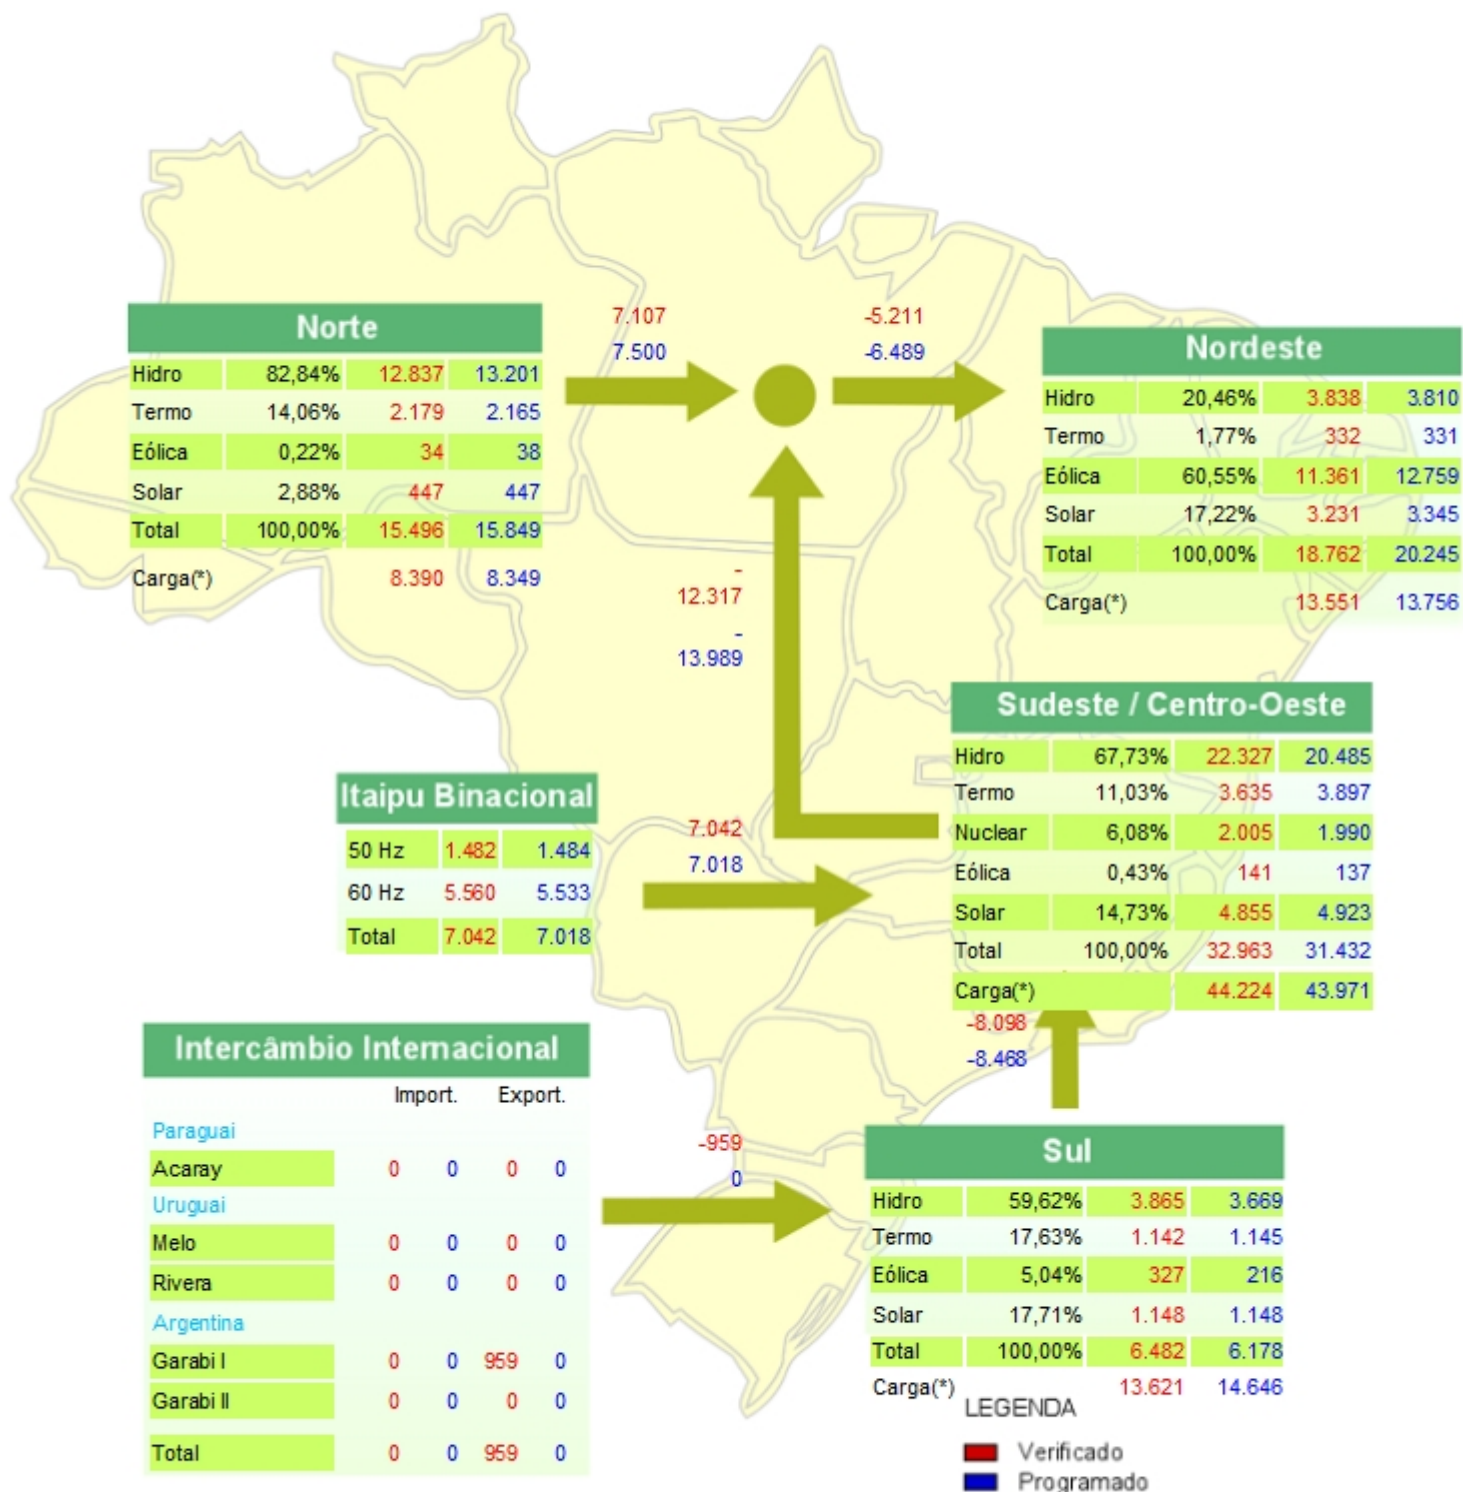 Norte
Hidro 82,84% 12.837 13.201
Termo 14,06% 2.179 2.165
Eólica 0,22% 34 38
Solar 2,88% 447 447
Total 100,00% 15.496 15.849
Carga(*) 8.390 8.349
7.107
7.500
-5.211
-6.489
Nordeste
Hidro 20,46% 3.838 3.810
Termo 1,77% 332 331
Eólica 60,55% 11.361 12.759
Solar 17,22% 3.231 3.345
Total 100,00% 18.762 20.245
Carga(*) 13.551 13.756
-
12.317
-
13.989
Sudeste / Centro-Oeste
Hidro 67,73% 22.327 20.485
Termo 11,03% 3.635 3.897
Nuclear 6,08% 2.005 1.990
Eólica 0,43% 141 137
Solar 14,73% 4.855 4.923
Total 100,00% 32.963 31.432
Carga(*) 44.224 43.971
Itaipu Binacional
50 Hz 1.482 1.484
60 Hz 5.560 5.533
Total 7.042 7.018
7.042
7.018
-8.098
-8.468
Intercâmbio Internacional
Import. Export.
Paraguai
Acaray 0 0 0 0
Uruguai
Melo 0 0 0 0
Rivera 0 0 0 0
Argentina
Garabi I 0 0 959 0
Garabi II 0 0 0 0
Total 0 0 959 0
-959
0
Sul
Hidro 59,62% 3.865 3.669
Termo 17,63% 1.142 1.145
Eólica 5,04% 327 216
Solar 17,71% 1.148 1.148
Total 100,00% 6.482 6.178
Carga(*) 13.621 14.646
LEGENDA
Verificado
Programado